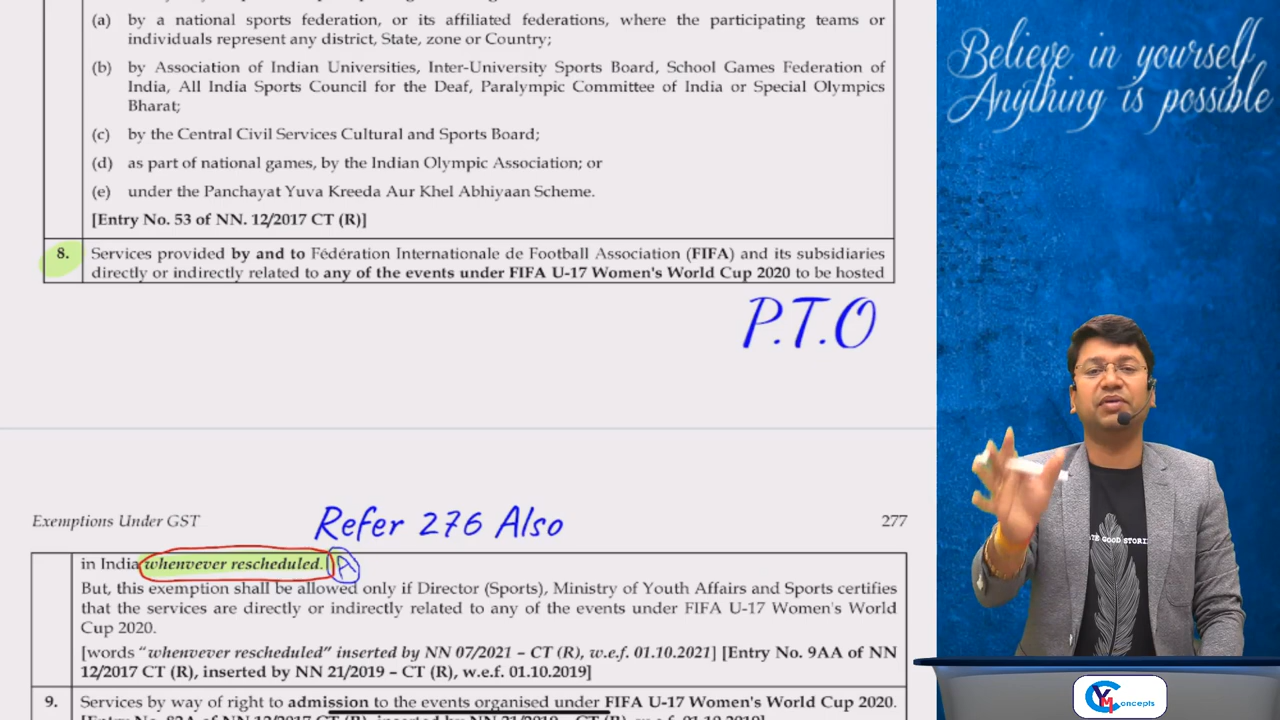 (a) by a national sports federation, or its affiliated federations, where the participating teams or
individuals represent any district, State, zone or Country;
(b) by Association of Indian Universities, Inter-University Sports Board, School Games Federation of
India, All India Sports Council for the Deaf, Paralympic Committee of India or Special Olympics
Bharat;
(c) by the Central Civil Services Cultural and Sports Board;
(d) as part of national games, by the Indian Olympic Association; or
(e) under the Panchayat Yuva Kreeda Aur Khel Abhiyaan Scheme.
[Entry No. 53 of NN. 12/2017 CT (R)]
8. Services provided by and to Fédération Internationale de Football Association (FIFA) and its subsidiaries
directly or indirectly related to any of the events under FIFA U-17 Women's World Cup 2020 to be hosted
P.T.O
Exemptions Under GST Refer 276 Also 277
in India whenvever rescheduled. A
But, this exemption shall be allowed only if Director (Sports), Ministry of Youth Affairs and Sports certifies
that the services are directly or indirectly related to any of the events under FIFA U-17 Women's World
Cup 2020.
[words "whenvever rescheduled" inserted by NN 07/2021 – CT (R), w.e.f. 01.10.2021] [Entry No. 9AA of NN
12/2017 CT (R), inserted by NN 21/2019 – CT (R), w.e.f. 01.10.2019]
9. Services by way of right to admission to the events organised under FIFA U-17 Women's World Cup 2020.
Believe in yourself
Anything is possible
GOOD STORI
Concepts